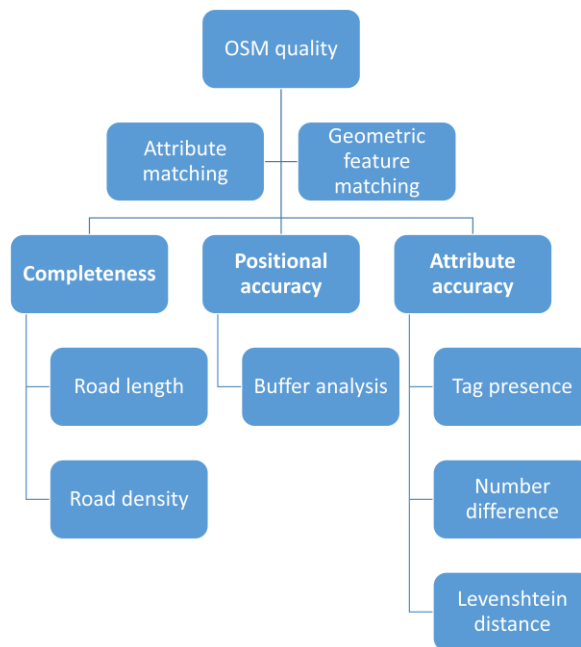 OSM quality
Attribute
matching
Geometric
feature
matching
Completeness
Positional
accuracy
Attribute
accuracy
Road length
Buffer analysis
Tag presence
Road density
Number
difference
Levenshtein
distance